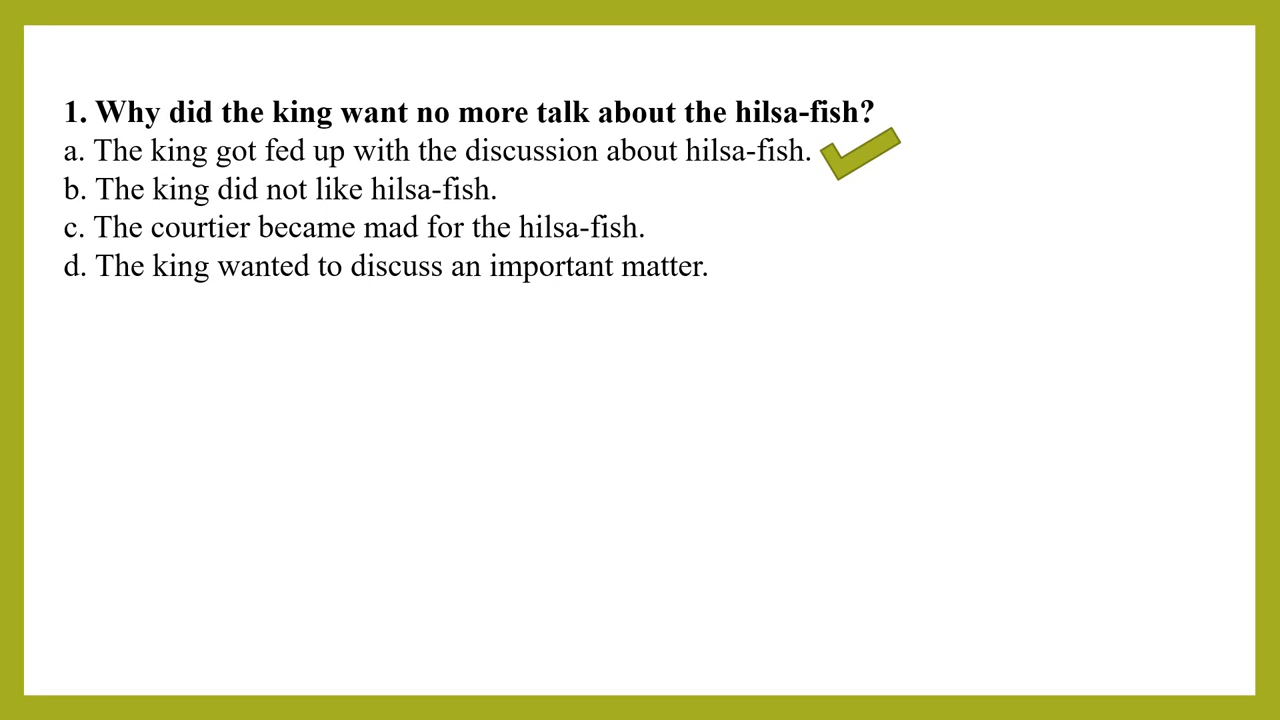 1. Why did the king want no more talk about the hilsa-fish?
a. The king got fed up with the discussion about hilsa-fish.
b. The king did not like hilsa-fish.
c. The courtier became mad for the hilsa-fish.
d. The king wanted to discuss an important matter.